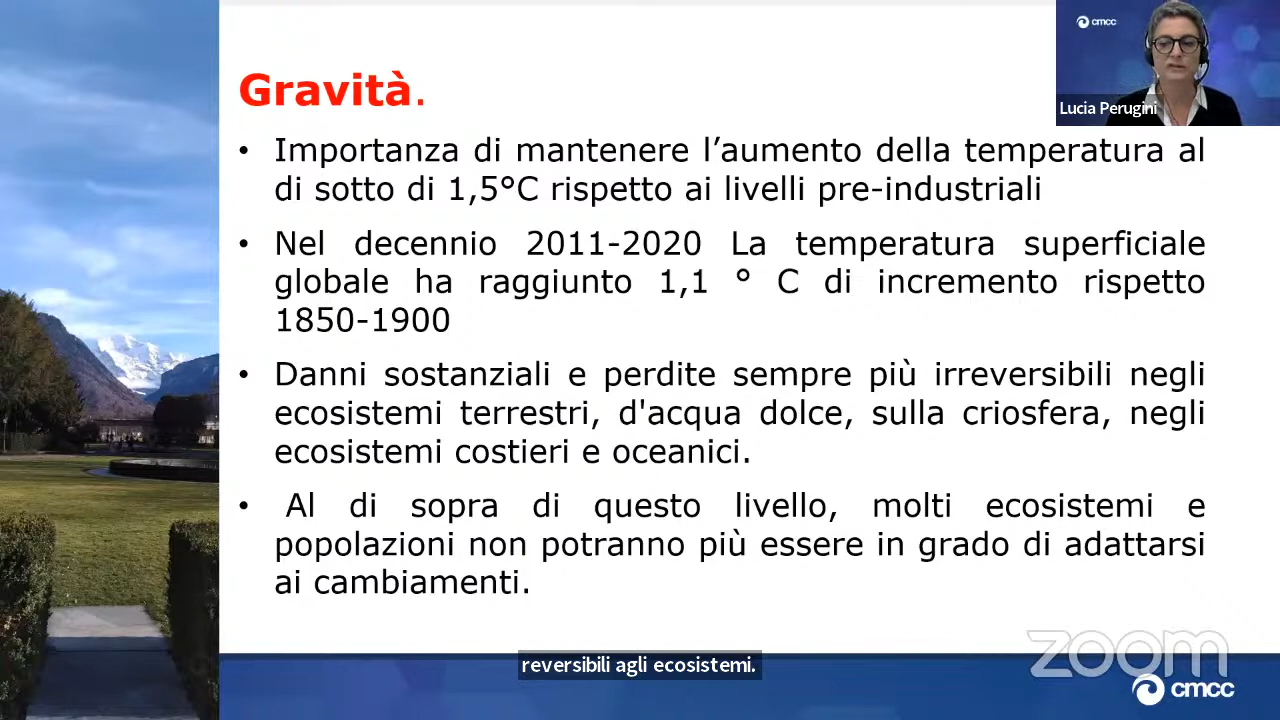 cmcc
Lucia Perugini
Gravità.
• Importanza di mantenere l’aumento della temperatura al
di sotto di 1,5°C rispetto ai livelli pre-industriali
• Nel decennio 2011-2020 La temperatura superficiale
globale ha raggiunto 1,1 ° C di incremento rispetto
1850-1900
• Danni sostanziali e perdite sempre più irreversibili negli
ecosistemi terrestri, d'acqua dolce, sulla criosfera, negli
ecosistemi costieri e oceanici.
• Al di sopra di questo livello, molti ecosistemi e
popolazioni non potranno più essere in grado di adattarsi
ai cambiamenti.
reversibili agli ecosistemi.
zoom
cmcc